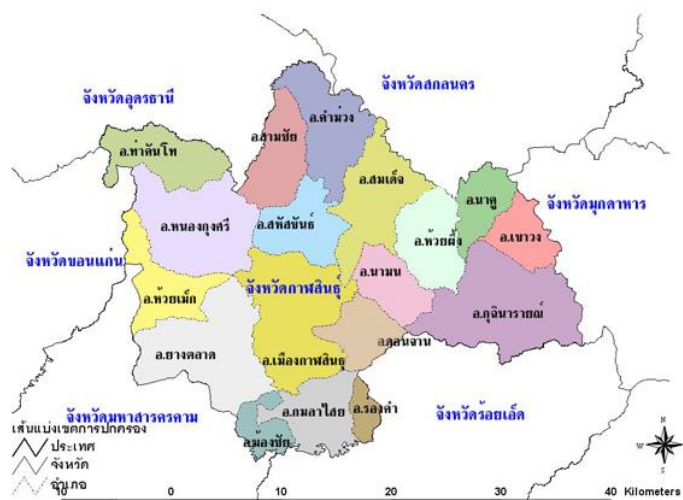 จังหวัดสกลนคร
จังหวัดอุดรธานี
อ.คำม่วง
อ.สามชัย
อ.ท่าคันโท
อ.สมเด็จ
อ.นาคู
จังหวัดมุกดาหาร
อ.หนองกุงศรี
อ.สหัสขันธ์
อ.ห้วยผึ้ง
อ.เขาวง
จังหวัดขอนแก่น
อ.นามน
จังหวัดกาฬสินธุ์
อ.ห้วยเม็ก
อ.กุฉินารายณ์
อ.ดอนจาน
อ.ยางตลาด
อ.เมืองกาฬสินธุ์
จังหวัดมหาสารคราม
อ.กมลาไสย
อ.ร่องคำ
จังหวัดร้อยเอ็ด
เส้นแบ่งเขตการปกครอง
อ.ฆ้องชัย
ประเทศ
จังหวัด
อำเภอ
N
W E
S
10 0 10 20 30 40 Kilometers